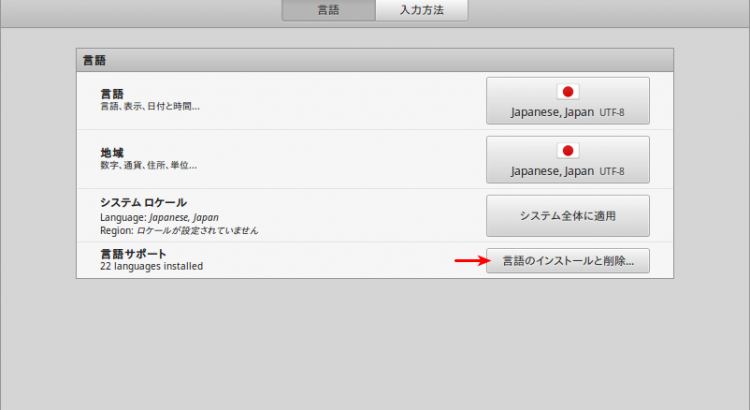 言語 入力方法
言語
言語
言語、表示、日付と時間...
Japanese, Japan UTF-8
地域
数字、通貨、住所、単位...
Japanese, Japan UTF-8
システム ロケール
Language: Japanese, Japan
Region: ロケールが設定されていません
システム全体に適用
言語サポート
22 languages installed
言語のインストールと削除...